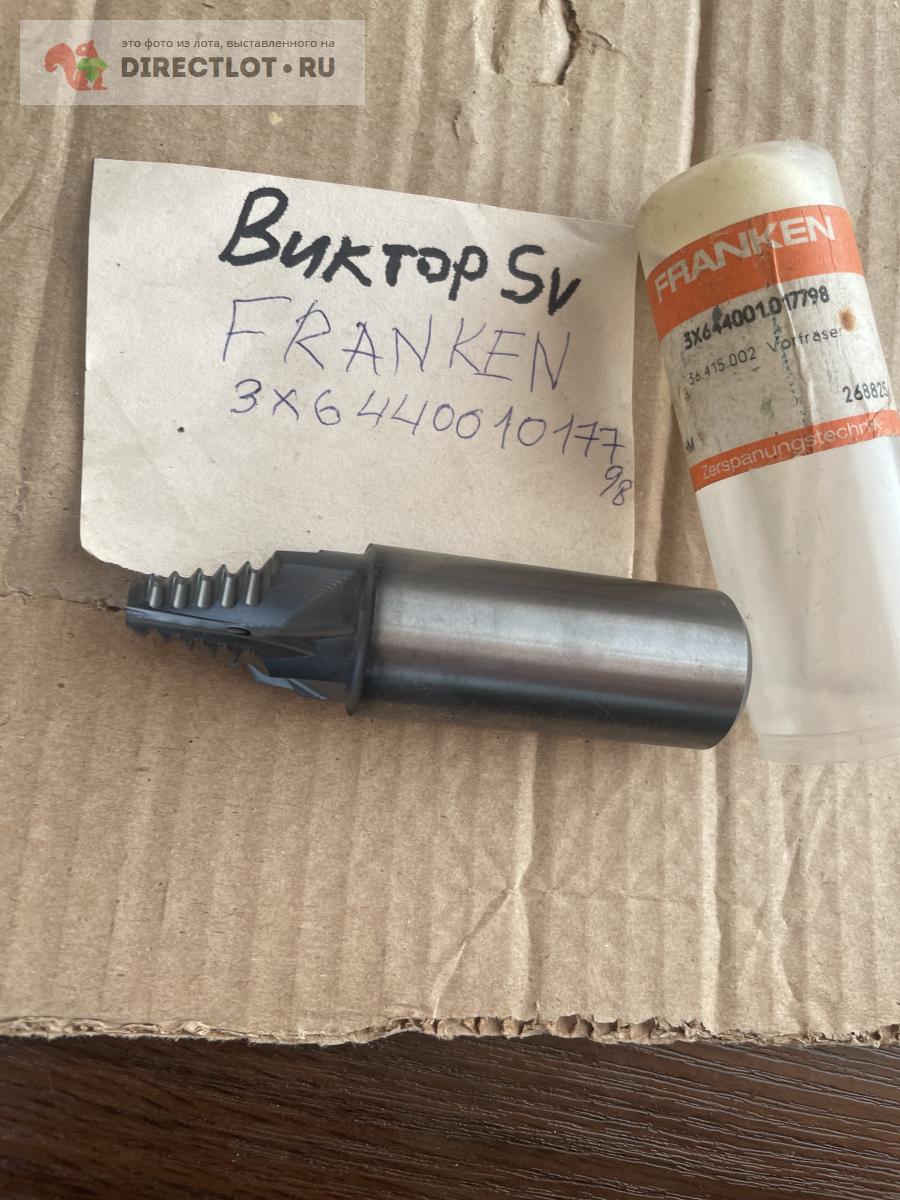 это фото из лота, выставленного на
DIRECTLOT•RU
Виктор Sv
FRANKEN
3X6440010177
98
FRANKEN
3X644001.017798
36.415.002 Vorfräser
268825
Zerspanungstechnik